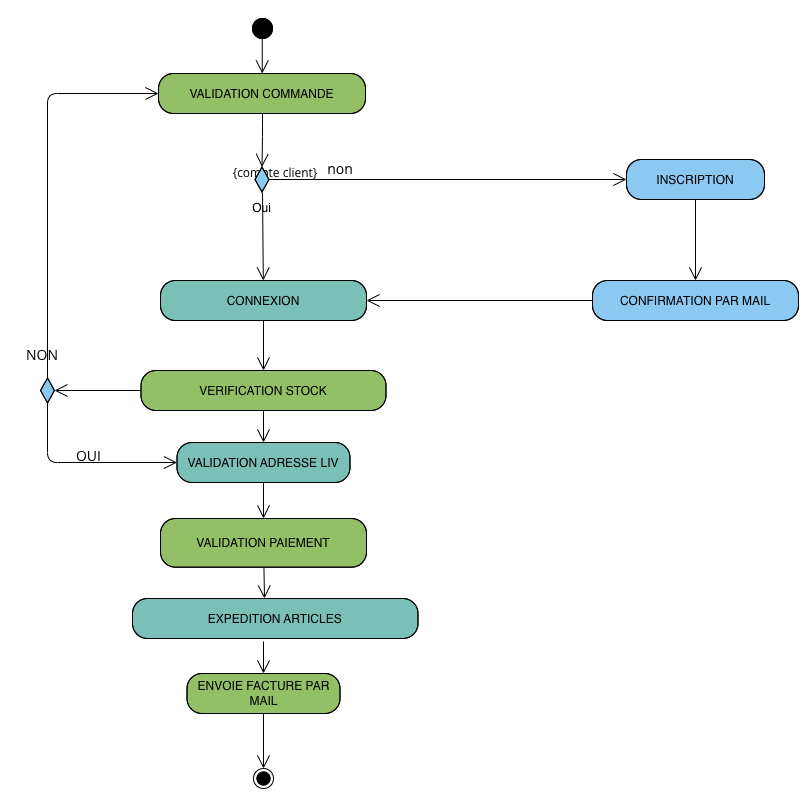 VALIDATION COMMANDE
{compte client}
non
INSCRIPTION
Oui
CONNEXION
CONFIRMATION PAR MAIL
NON
VERIFICATION STOCK
OUI
VALIDATION ADRESSE LIV
VALIDATION PAIEMENT
EXPEDITION ARTICLES
ENVOIE FACTURE PAR
MAIL